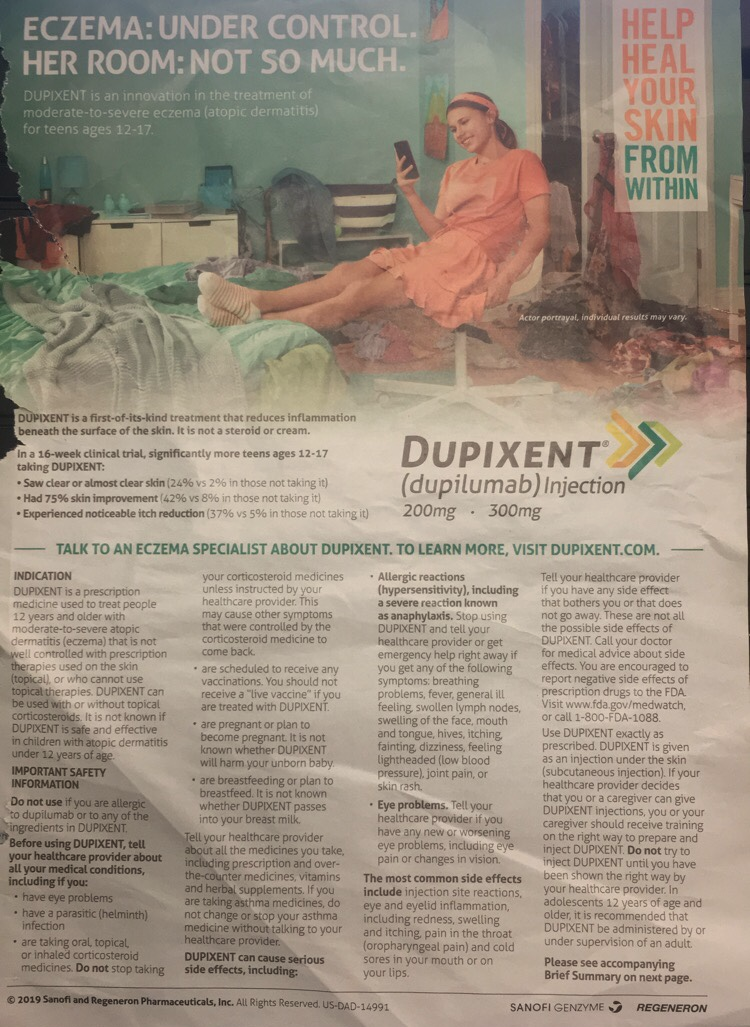 ECZEMA: UNDER CONTROL.
HER ROOM: NOT SO MUCH.
DUPIXENT is an innovation in the treatment of
moderate-to-severe eczema (atopic dermatitis)
for teens ages 12-17.
HELP
HEAL
YOUR
SKIN
FROM
WITHIN
Actor portrayal, individual results may vary.
DUPIXENT is a first-of-its-kind treatment that reduces inflammation
beneath the surface of the skin. It is not a steroid or cream.
In a 16-week clinical trial, significantly more teens ages 12-17
taking DUPIXENT:
• Saw clear or almost clear skin (24% vs 2% in those not taking it)
• Had 75% skin improvement (42% vs 8% in those not taking it)
• Experienced noticeable itch reduction (37% vs 5% in those not taking it)
DUPIXENT®
(dupilumab) Injection
200mg · 300mg
TALK TO AN ECZEMA SPECIALIST ABOUT DUPIXENT. TO LEARN MORE, VISIT DUPIXENT.COM.
INDICATION
DUPIXENT is a prescription
medicine used to treat people
12 years and older with
moderate-to-severe atopic
dermatitis (eczema) that is not
well controlled with prescription
therapies used on the skin
(topical), or who cannot use
topical therapies. DUPIXENT can
be used with or without topical
corticosteroids. It is not known if
DUPIXENT is safe and effective
in children with atopic dermatitis
under 12 years of age.
IMPORTANT SAFETY
INFORMATION
Do not use if you are allergic
to dupilumab or to any of the
ingredients in DUPIXENT.
Before using DUPIXENT, tell
your healthcare provider about
all your medical conditions,
including if you:
• have eye problems
• have a parasitic (helminth)
infection
• are taking oral, topical,
or inhaled corticosteroid
medicines. Do not stop taking
your corticosteroid medicines
unless instructed by your
healthcare provider. This
may cause other symptoms
that were controlled by the
corticosteroid medicine to
come back.
• are scheduled to receive any
vaccinations. You should not
receive a "live vaccine" if you
are treated with DUPIXENT.
• are pregnant or plan to
become pregnant. It is not
known whether DUPIXENT
will harm your unborn baby.
• are breastfeeding or plan to
breastfeed. It is not known
whether DUPIXENT passes
into your breast milk.
Tell your healthcare provider
about all the medicines you take,
including prescription and over-
the-counter medicines, vitamins
and herbal supplements. If you
are taking asthma medicines, do
not change or stop your asthma
medicine without talking to your
healthcare provider.
DUPIXENT can cause serious
side effects, including:
• Allergic reactions
(hypersensitivity), including
a severe reaction known
as anaphylaxis. Stop using
DUPIXENT and tell your
healthcare provider or get
emergency help right away if
you get any of the following
symptoms: breathing
problems, fever, general ill
feeling, swollen lymph nodes,
swelling of the face, mouth
and tongue, hives, itching,
fainting, dizziness, feeling
lightheaded (low blood
pressure), joint pain, or
skin rash.
• Eye problems. Tell your
healthcare provider if you
have any new or worsening
eye problems, including eye
pain or changes in vision.
The most common side effects
include injection site reactions,
eye and eyelid inflammation,
including redness, swelling
and itching, pain in the throat
(oropharyngeal pain) and cold
sores in your mouth or on
your lips.
Tell your healthcare provider
if you have any side effect
that bothers you or that does
not go away. These are not all
the possible side effects of
DUPIXENT. Call your doctor
for medical advice about side
effects. You are encouraged to
report negative side effects of
prescription drugs to the FDA.
Visit www.fda.gov/medwatch,
or call 1-800-FDA-1088.
Use DUPIXENT exactly as
prescribed. DUPIXENT is given
as an injection under the skin
(subcutaneous injection). If your
healthcare provider decides
that you or a caregiver can give
DUPIXENT injections, you or your
caregiver should receive training
on the right way to prepare and
inject DUPIXENT. Do not try to
inject DUPIXENT until you have
been shown the right way by
your healthcare provider. In
adolescents 12 years of age and
older, it is recommended that
DUPIXENT be administered by or
under supervision of an adult.
Please see accompanying
Brief Summary on next page.
© 2019 Sanofi and Regeneron Pharmaceuticals, Inc. All Rights Reserved. US-DAD-14991
SANOFI GENZYME
REGENERON